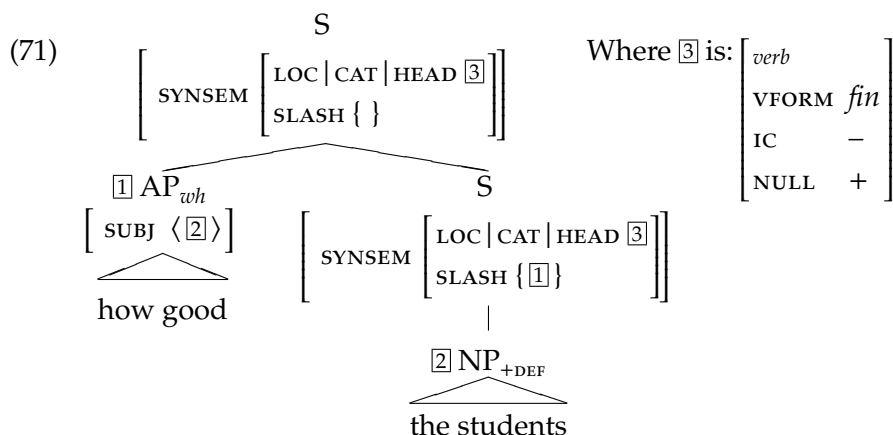 (71) S Where 3 is:
[ SYNSEM [ LOC | CAT | HEAD 3
SLASH { } ] ]
[ verb
VFORM fin
IC −
NULL + ]
1 AP wh
[ SUBJ ⟨ 2 ⟩ ]
how good
S
[ SYNSEM [ LOC | CAT | HEAD 3
SLASH { 1 } ] ]
2 NP +DEF
the students